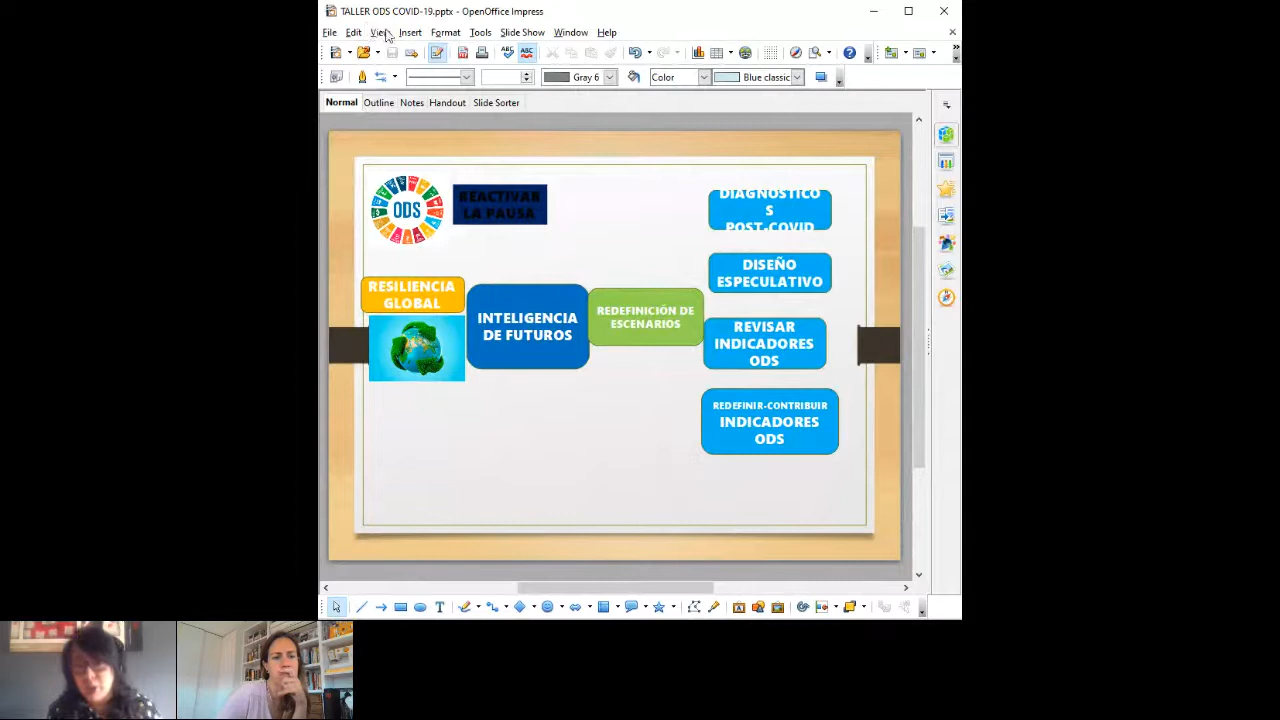 TALLER ODS COVID-19.pptx - OpenOffice Impress
File Edit View Insert Format Tools Slide Show Window Help
Gray 6 Color Blue classic
Normal Outline Notes Handout Slide Sorter
ODS
REACTIVAR
LA PAUSA
DIAGNOSTICO
S
POST-COVID
DISEÑO
ESPECULATIVO
RESILIENCIA
GLOBAL
INTELIGENCIA
DE FUTUROS
REDEFINICIÓN DE
ESCENARIOS
REVISAR
INDICADORES
ODS
REDEFINIR-CONTRIBUIR
INDICADORES
ODS